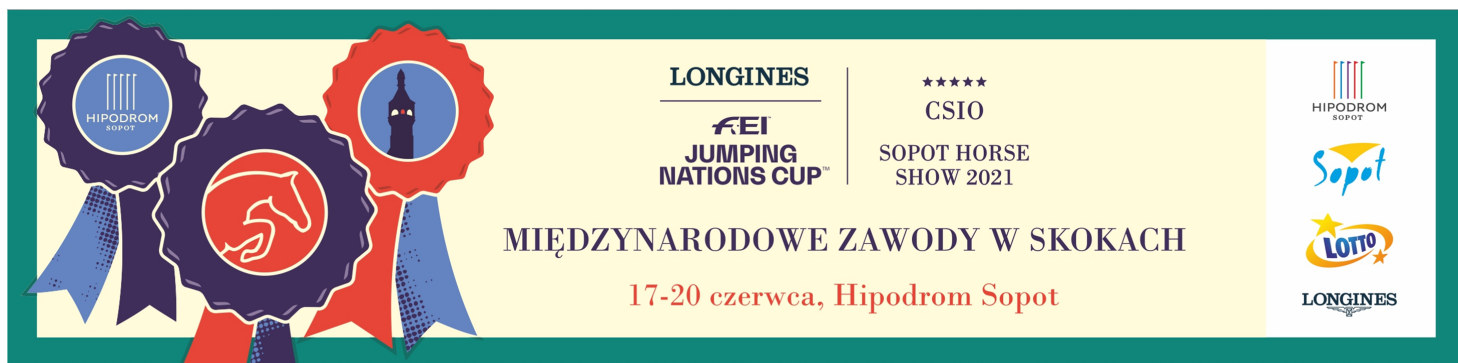 HIPODROM
SOPOT
LONGINES
FEI™
JUMPING
NATIONS CUP™
★★★★★
CSIO
SOPOT HORSE
SHOW 2021
MIĘDZYNARODOWE ZAWODY W SKOKACH
17-20 czerwca, Hipodrom Sopot
HIPODROM
SOPOT
Sopot
LOTTO
LONGINES